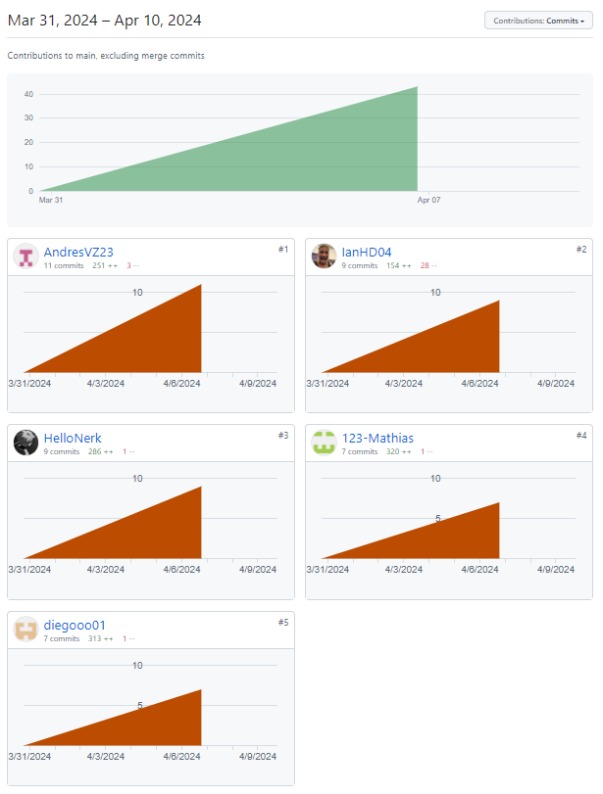 Mar 31, 2024 – Apr 10, 2024
Contributions: Commits
Contributions to main, excluding merge commits
40
30
20
10
0
Mar 31
Apr 07
AndresVZ23
#1
11 commits 251 ++ 3 --
10
3/31/2024 4/3/2024 4/6/2024 4/9/2024
IanHD04
#2
9 commits 154 ++ 28 --
10
3/31/2024 4/3/2024 4/6/2024 4/9/2024
HelloNerk
#3
9 commits 286 ++ 1 --
10
3/31/2024 4/3/2024 4/6/2024 4/9/2024
123-Mathias
#4
7 commits 320 ++ 1 --
10
5
3/31/2024 4/3/2024 4/6/2024 4/9/2024
diegooo01
#5
7 commits 313 ++ 1 --
10
5
3/31/2024 4/3/2024 4/6/2024 4/9/2024